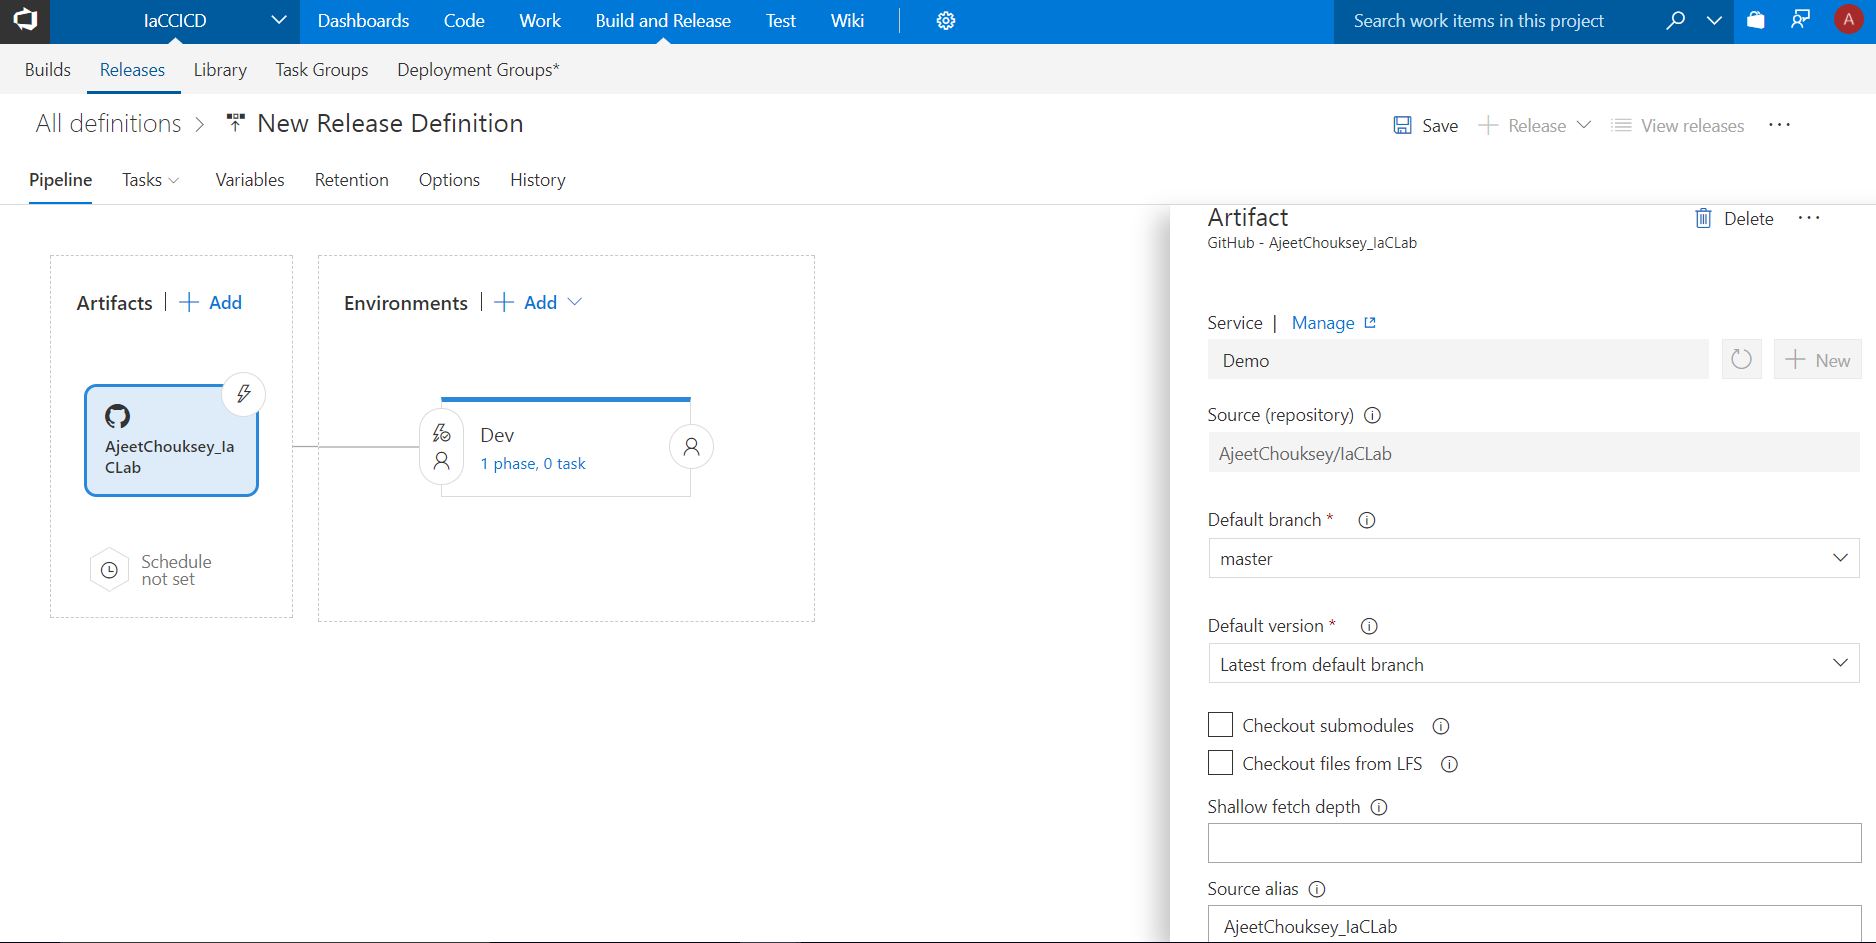 IaCCICD Dashboards Code Work Build and Release Test Wiki Search work items in this project A
Builds Releases Library Task Groups Deployment Groups*
All definitions > New Release Definition Save Release View releases ...
Pipeline Tasks Variables Retention Options History
Artifact Delete ...
GitHub - AjeetChouksey_IaCLab
Artifacts | + Add
Environments | + Add
AjeetChouksey_Ia
CLab
Schedule
not set
Dev
1 phase, 0 task
Service | Manage
Demo + New
Source (repository)
AjeetChouksey/IaCLab
Default branch *
master
Default version *
Latest from default branch
Checkout submodules
Checkout files from LFS
Shallow fetch depth
Source alias
AjeetChouksey_IaCLab